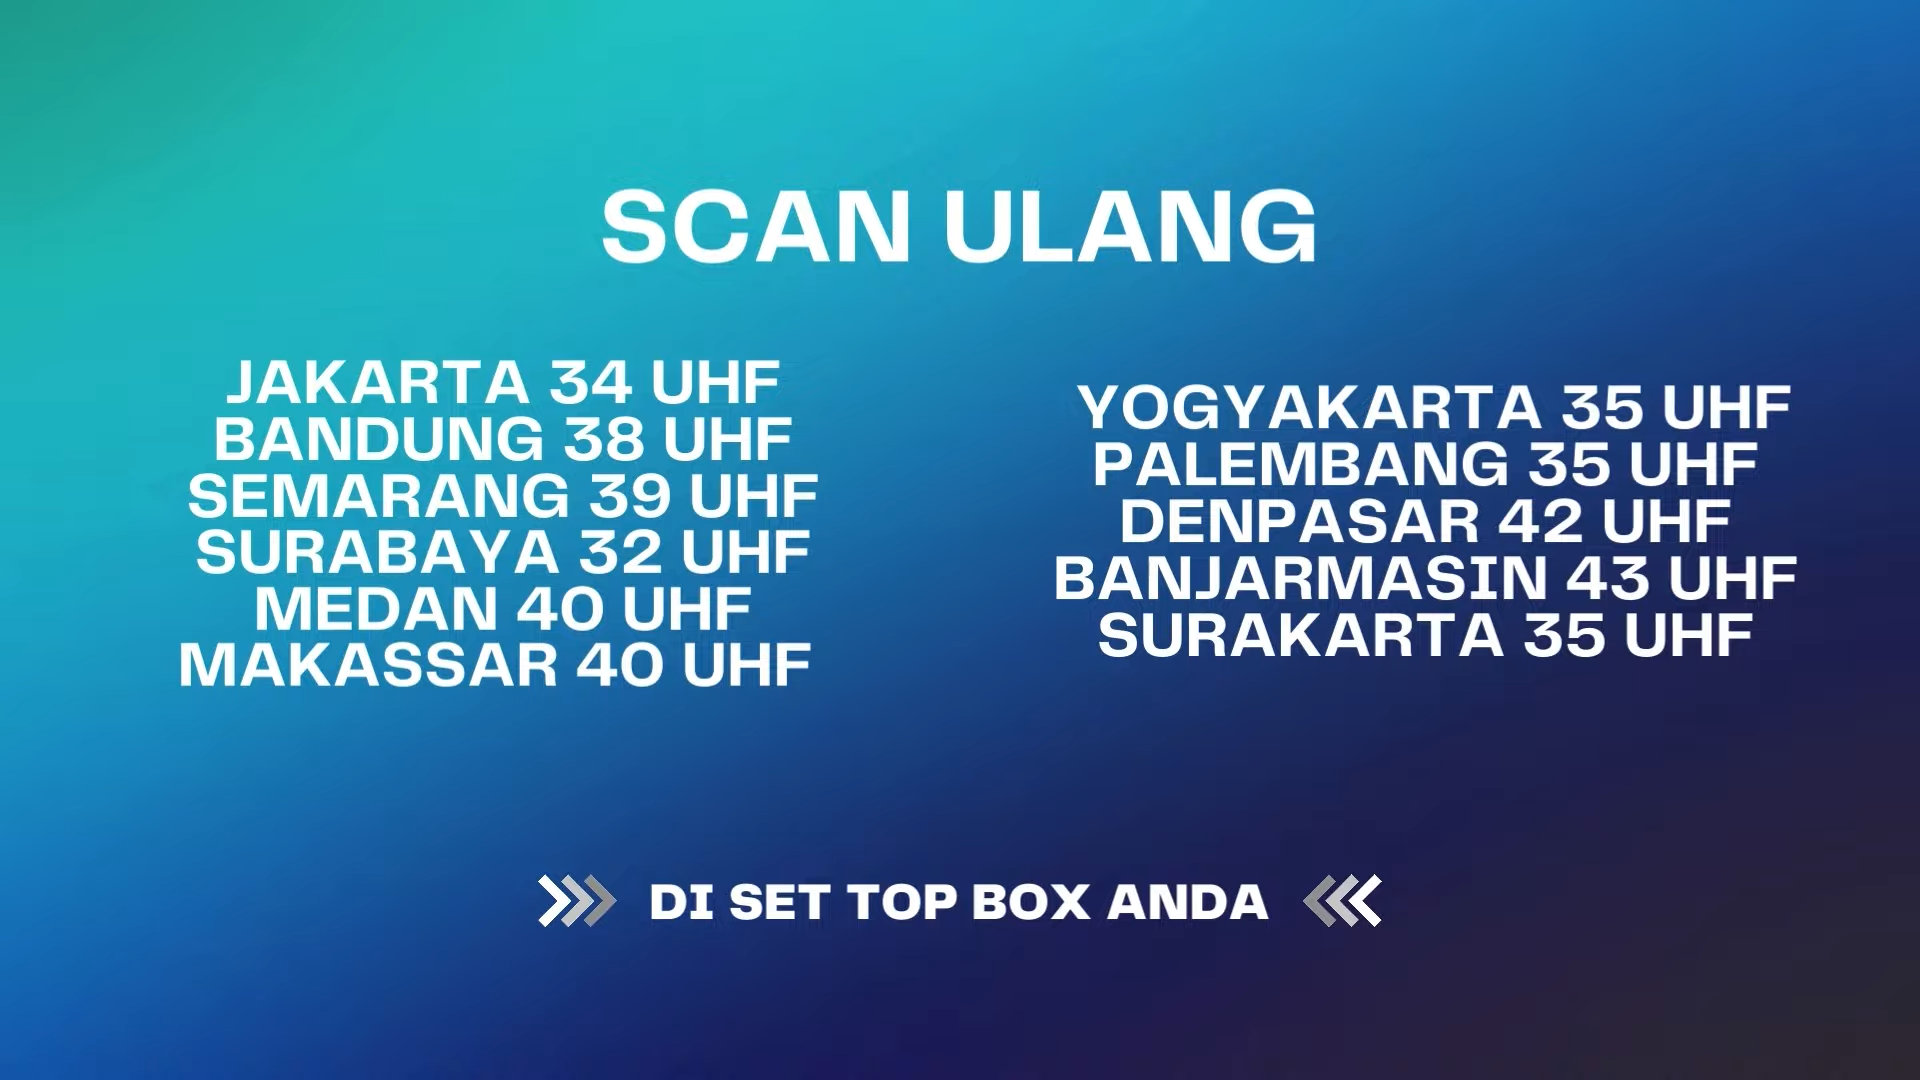 SCAN ULANG
JAKARTA 34 UHF
BANDUNG 38 UHF
SEMARANG 39 UHF
SURABAYA 32 UHF
MEDAN 40 UHF
MAKASSAR 40 UHF
YOGYAKARTA 35 UHF
PALEMBANG 35 UHF
DENPASAR 42 UHF
BANJARMASIN 43 UHF
SURAKARTA 35 UHF
DI SET TOP BOX ANDA